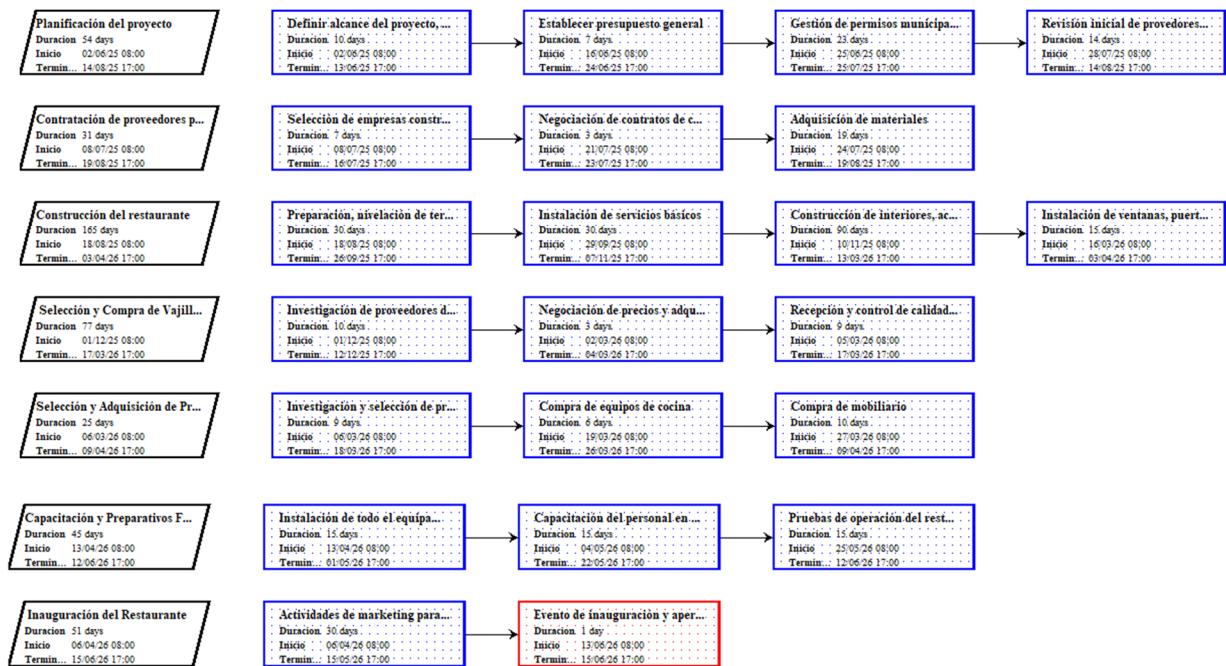 Planificación del proyecto
Duracion 54 days
Inicio 02/06/25 08:00
Termin... 14/08/25 17:00
Definir alcance del proyecto, ...
Duracion 10 days
Inicio 02/06/25 08:00
Termin... 13/06/25 17:00
Establecer presupuesto general
Duracion 7 days
Inicio 16/06/25 08:00
Termin... 24/06/25 17:00
Gestión de permisos municipa...
Duracion 23 days
Inicio 25/06/25 08:00
Termin... 25/07/25 17:00
Revisión inicial de provedores...
Duracion 14 days
Inicio 28/07/25 08:00
Termin... 14/08/25 17:00
Contratación de proveedores p...
Duracion 31 days
Inicio 08/07/25 08:00
Termin... 19/08/25 17:00
Selección de empresas constr...
Duracion 7 days
Inicio 08/07/25 08:00
Termin... 16/07/25 17:00
Negociación de contratos de c...
Duracion 3 days
Inicio 21/07/25 08:00
Termin... 23/07/25 17:00
Adquisición de materiales
Duracion 19 days
Inicio 24/07/25 08:00
Termin... 19/08/25 17:00
Construcción del restaurante
Duracion 165 days
Inicio 18/08/25 08:00
Termin... 03/04/26 17:00
Preparación, nivelación de ter...
Duracion 30 days
Inicio 18/08/25 08:00
Termin... 26/09/25 17:00
Instalación de servicios básicos
Duracion 30 days
Inicio 29/09/25 08:00
Termin... 07/11/25 17:00
Construcción de interiores, ac...
Duracion 90 days
Inicio 10/11/25 08:00
Termin... 13/03/26 17:00
Instalación de ventanas, puert...
Duracion 15 days
Inicio 16/03/26 08:00
Termin... 03/04/26 17:00
Selección y Compra de Vajill...
Duracion 77 days
Inicio 01/12/25 08:00
Termin... 17/03/26 17:00
Investigación de proveedores d...
Duracion 10 days
Inicio 01/12/25 08:00
Termin... 12/12/25 17:00
Negociación de precios y adqu...
Duracion 3 days
Inicio 02/03/26 08:00
Termin... 04/03/26 17:00
Recepción y control de calidad...
Duracion 9 days
Inicio 05/03/26 08:00
Termin... 17/03/26 17:00
Selección y Adquisición de Pr...
Duracion 25 days
Inicio 06/03/26 08:00
Termin... 09/04/26 17:00
Investigación y selección de pr...
Duracion 9 days
Inicio 06/03/26 08:00
Termin... 18/03/26 17:00
Compra de equipos de cocina
Duracion 6 days
Inicio 19/03/26 08:00
Termin... 26/03/26 17:00
Compra de mobiliario
Duracion 10 days
Inicio 27/03/26 08:00
Termin... 09/04/26 17:00
Capacitación y Preparativos F...
Duracion 45 days
Inicio 13/04/26 08:00
Termin... 12/06/26 17:00
Instalación de todo el equipa...
Duracion 15 days
Inicio 13/04/26 08:00
Termin... 01/05/26 17:00
Capacitación del personal en ...
Duracion 15 days
Inicio 04/05/26 08:00
Termin... 22/05/26 17:00
Pruebas de operación del rest...
Duracion 15 days
Inicio 25/05/26 08:00
Termin... 12/06/26 17:00
Inauguración del Restaurante
Duracion 51 days
Inicio 06/04/26 08:00
Termin... 15/06/26 17:00
Actividades de marketing para...
Duracion 30 days
Inicio 06/04/26 08:00
Termin... 15/05/26 17:00
Evento de inauguración y aper...
Duracion 1 day
Inicio 13/06/26 08:00
Termin... 15/06/26 17:00